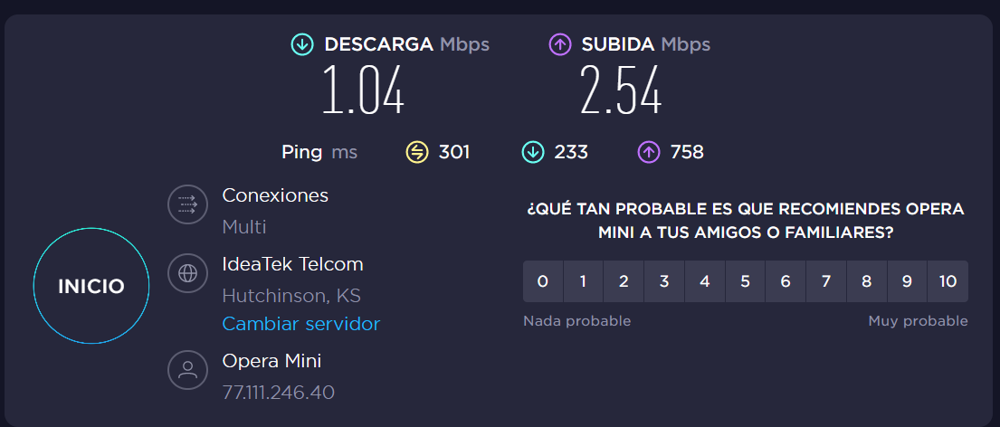 DESCARGA Mbps
1.04
SUBIDA Mbps
2.54
Ping ms 301 233 758
Conexiones
Multi
IdeaTek Telcom
Hutchinson, KS
Cambiar servidor
Opera Mini
77.111.246.40
INICIO
¿QUÉ TAN PROBABLE ES QUE RECOMIENDES OPERA
MINI A TUS AMIGOS O FAMILIARES?
0 1 2 3 4 5 6 7 8 9 10
Nada probable
Muy probable